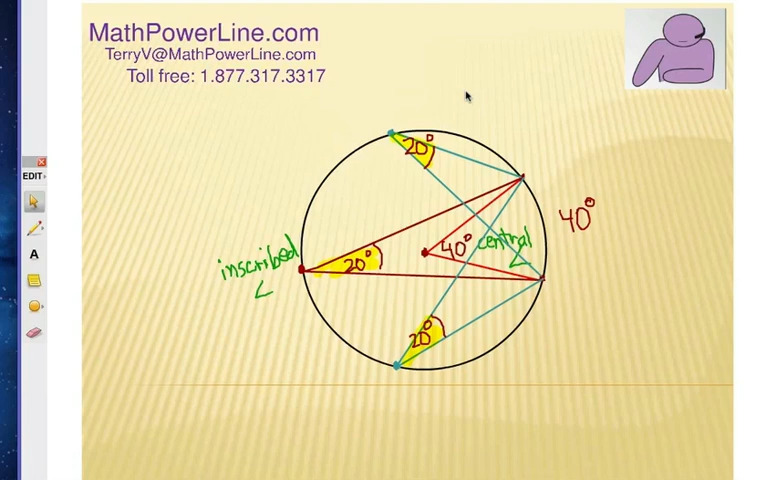 MathPowerLine.com
TerryV@MathPowerLine.com
Toll free: 1.877.317.3317
EDIT
A
20°
40°
40° central
<
inscribed
<
20°
20°